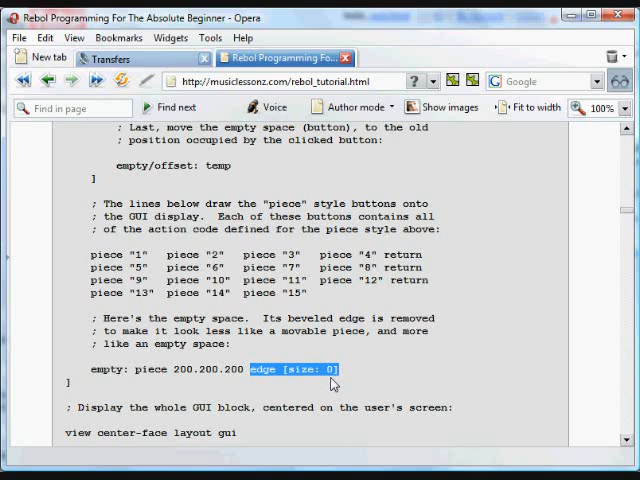 Rebol Programming For The Absolute Beginner - Opera
File Edit View Bookmarks Widgets Tools Help
New tab Transfers Rebol Programming Fo...
http://musiclessonz.com/rebol_tutorial.html ? Google
Find in page Find next Voice Author mode Show images Fit to width 100%
; Last, move the empty space (button), to the old
; position occupied by the clicked button:
empty/offset: temp
]
; The lines below draw the "piece" style buttons onto
; the GUI display.  Each of these buttons contains all
; of the action code defined for the piece style above:
piece "1"   piece "2"   piece "3"   piece "4" return
piece "5"   piece "6"   piece "7"   piece "8" return
piece "9"   piece "10"  piece "11"  piece "12" return
piece "13"  piece "14"  piece "15"
; Here's the empty space.  Its beveled edge is removed
; to make it look less like a movable piece, and more
; like an empty space:
empty: piece 200.200.200 edge [size: 0]
]
; Display the whole GUI block, centered on the user's screen:
view center-face layout gui